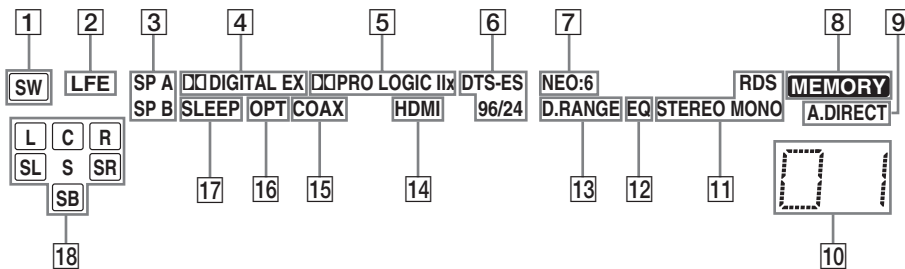 1 2 3 4 5 6 7 8 9
SW LFE SP A DIGITAL EX PRO LOGIC IIx DTS-ES NEO:6 RDS MEMORY
SP B SLEEP OPT COAX HDMI 96/24 D.RANGE EQ STEREO MONO A.DIRECT
L C R
SL S SR
SB
17 16 15 14 13 12 11
01
18 10